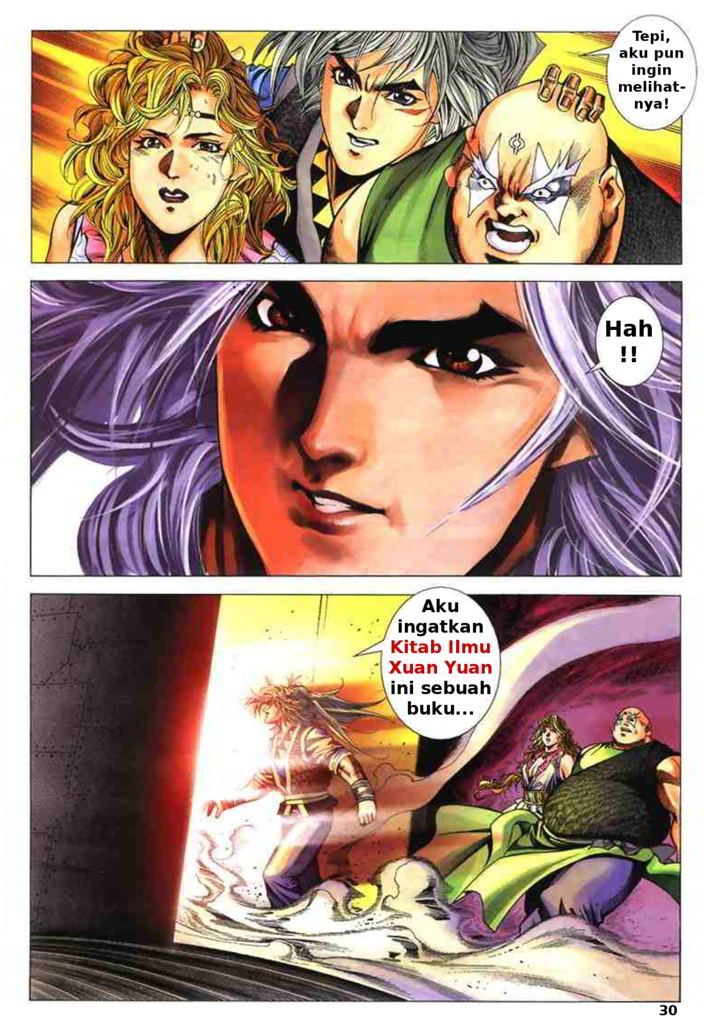 Tepi,
aku pun
ingin
melihat-
nya!
Hah
!!
Aku
ingatkan
Kitab Ilmu
Xuan Yuan
ini sebuah
buku...
30